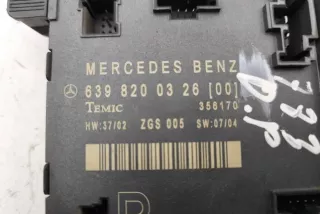 MERCEDES BENZ
639 820 03 26 [00]
TEMIC 358170
HW:37/02 ZGS 005 SW:07/04